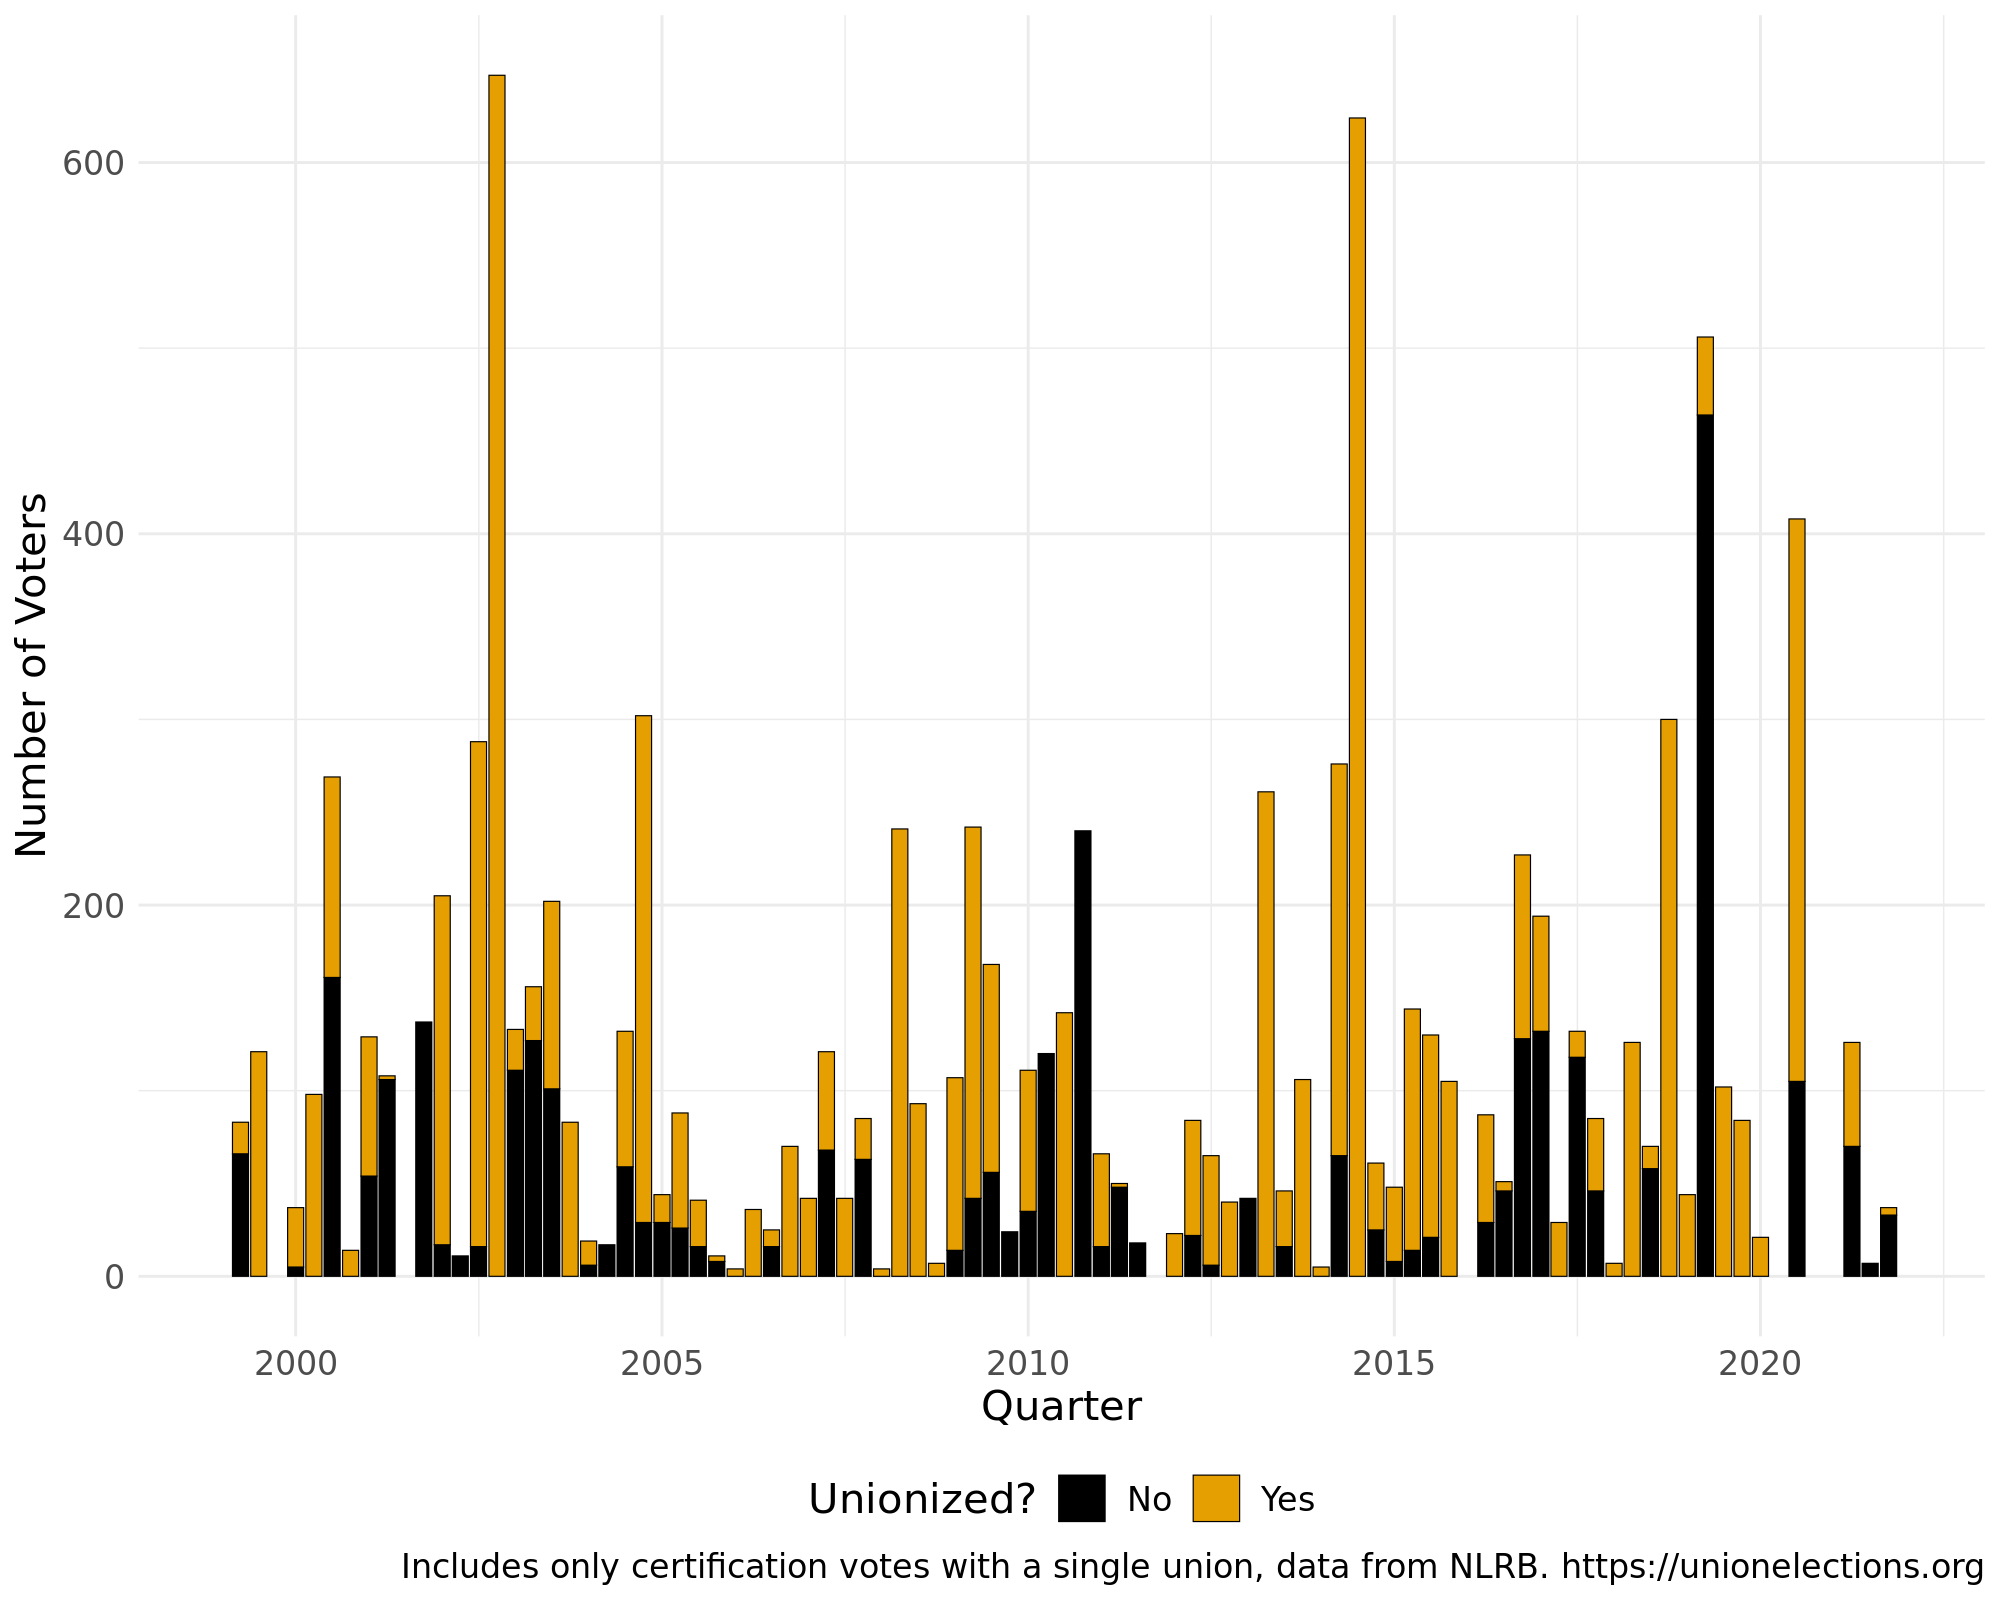 600
400
200
0
Number of Voters
2000 2005 2010 2015 2020
Quarter
Unionized? No Yes
Includes only certification votes with a single union, data from NLRB. https://unionelections.org